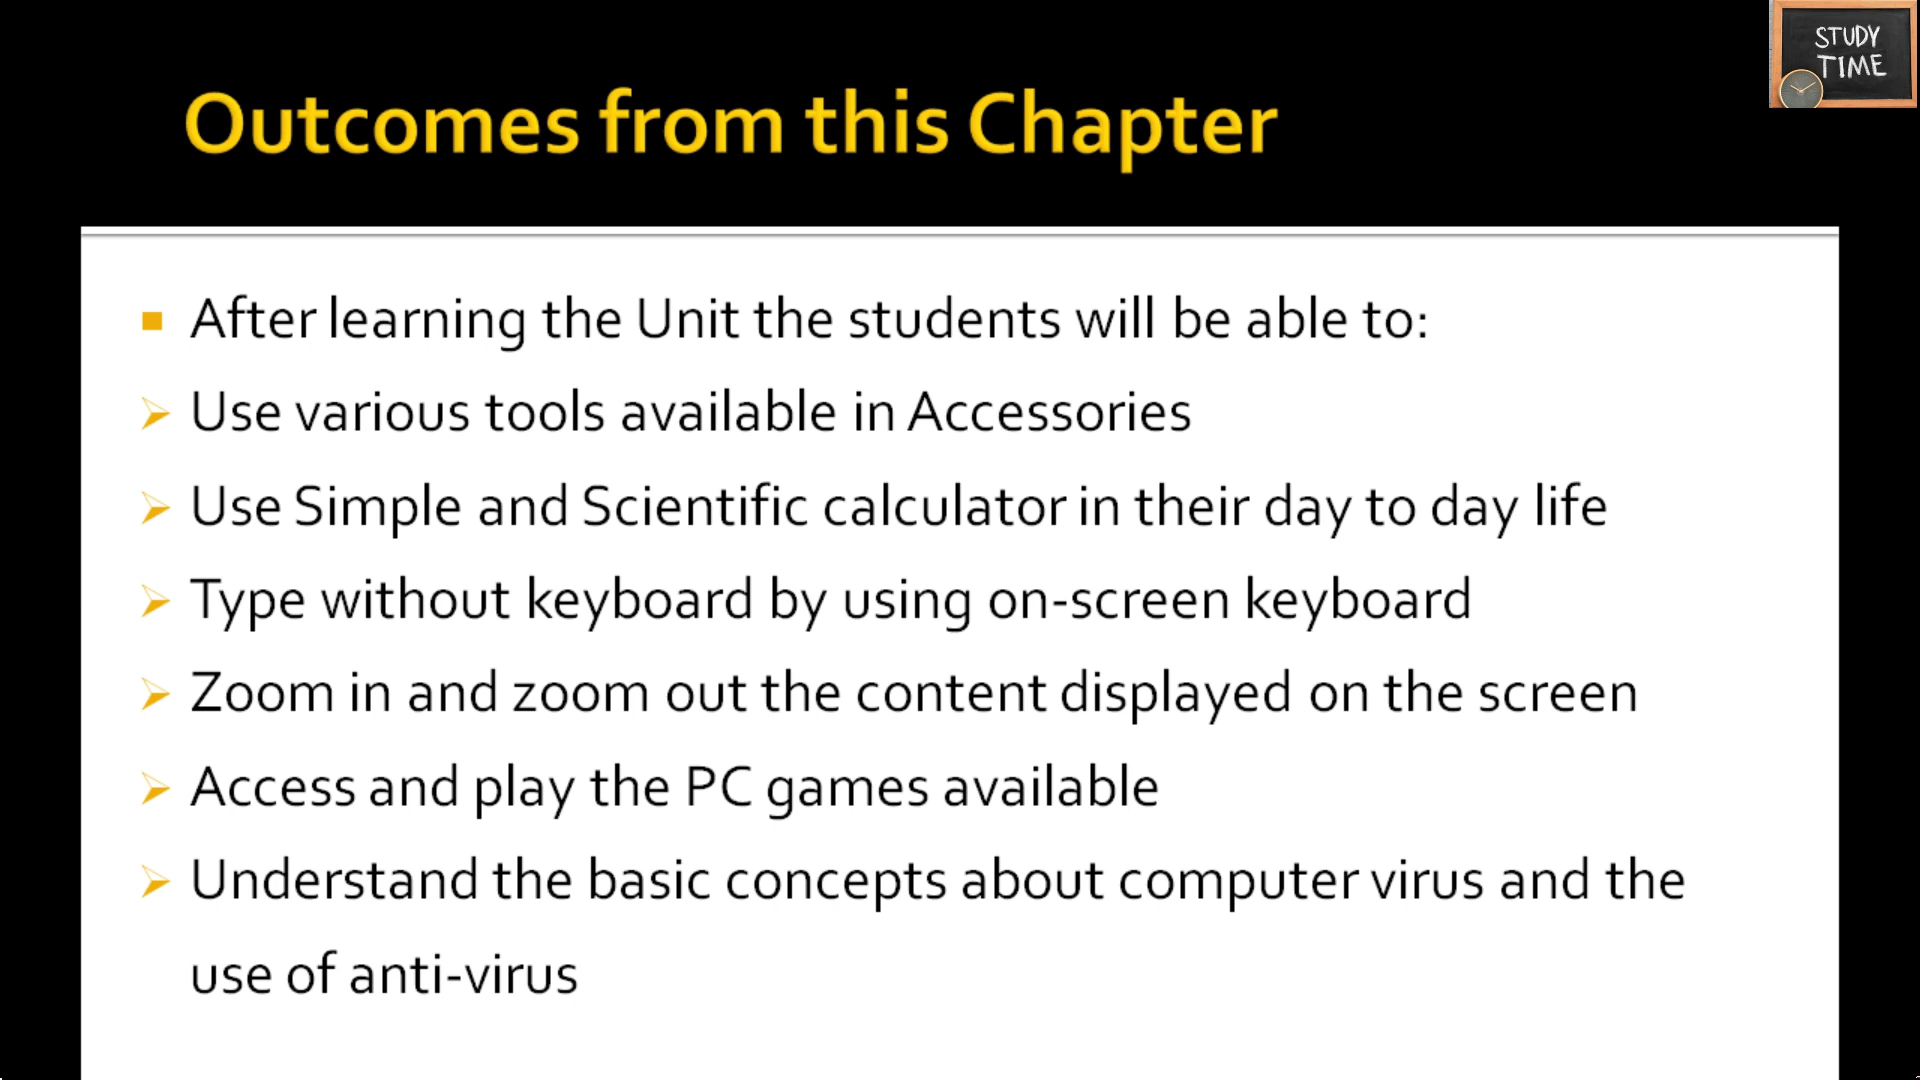 STUDY
TIME
Outcomes from this Chapter
After learning the Unit the students will be able to:
Use various tools available in Accessories
Use Simple and Scientific calculator in their day to day life
Type without keyboard by using on-screen keyboard
Zoom in and zoom out the content displayed on the screen
Access and play the PC games available
Understand the basic concepts about computer virus and the
use of anti-virus